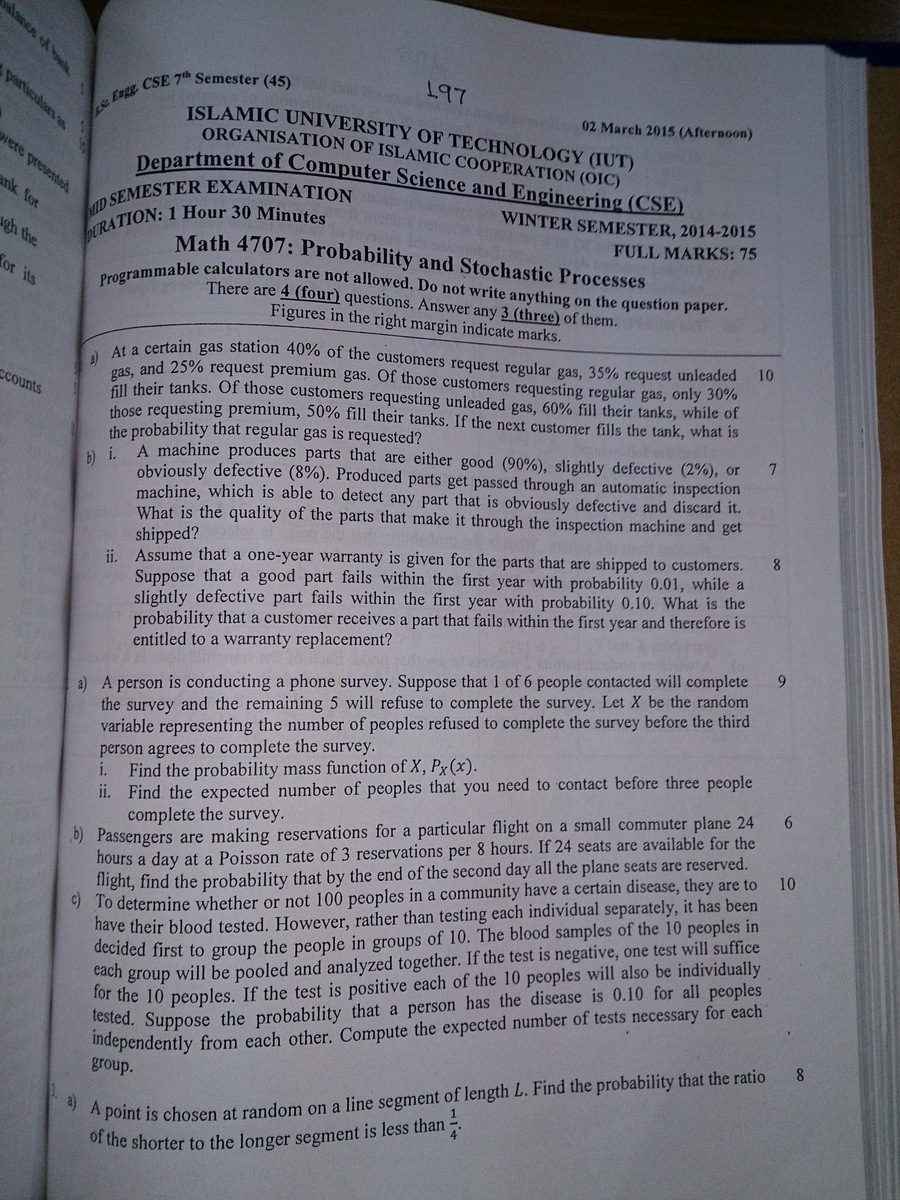 balance of bank
particulars as
were presented
ank for
ugh the
for its
ccounts
B.Sc. Engg. CSE 7th Semester (45)
197
02 March 2015 (Afternoon)
ISLAMIC UNIVERSITY OF TECHNOLOGY (IUT)
ORGANISATION OF ISLAMIC COOPERATION (OIC)
Department of Computer Science and Engineering (CSE)
MID SEMESTER EXAMINATION
WINTER SEMESTER, 2014-2015
DURATION: 1 Hour 30 Minutes
FULL MARKS: 75
Math 4707: Probability and Stochastic Processes
Programmable calculators are not allowed. Do not write anything on the question paper.
There are 4 (four) questions. Answer any 3 (three) of them.
Figures in the right margin indicate marks.
a) At a certain gas station 40% of the customers request regular gas, 35% request unleaded 10
gas, and 25% request premium gas. Of those customers requesting regular gas, only 30%
fill their tanks. Of those customers requesting unleaded gas, 60% fill their tanks, while of
those requesting premium, 50% fill their tanks. If the next customer fills the tank, what is
the probability that regular gas is requested?
b) i. A machine produces parts that are either good (90%), slightly defective (2%), or 7
obviously defective (8%). Produced parts get passed through an automatic inspection
machine, which is able to detect any part that is obviously defective and discard it.
What is the quality of the parts that make it through the inspection machine and get
shipped?
ii. Assume that a one-year warranty is given for the parts that are shipped to customers. 8
Suppose that a good part fails within the first year with probability 0.01, while a
slightly defective part fails within the first year with probability 0.10. What is the
probability that a customer receives a part that fails within the first year and therefore is
entitled to a warranty replacement?
a) A person is conducting a phone survey. Suppose that 1 of 6 people contacted will complete 9
the survey and the remaining 5 will refuse to complete the survey. Let X be the random
variable representing the number of peoples refused to complete the survey before the third
person agrees to complete the survey.
i. Find the probability mass function of X, P_X(x).
ii. Find the expected number of peoples that you need to contact before three people
complete the survey.
b) Passengers are making reservations for a particular flight on a small commuter plane 24 6
hours a day at a Poisson rate of 3 reservations per 8 hours. If 24 seats are available for the
flight, find the probability that by the end of the second day all the plane seats are reserved.
c) To determine whether or not 100 peoples in a community have a certain disease, they are to 10
have their blood tested. However, rather than testing each individual separately, it has been
decided first to group the people in groups of 10. The blood samples of the 10 peoples in
each group will be pooled and analyzed together. If the test is negative, one test will suffice
for the 10 peoples. If the test is positive each of the 10 peoples will also be individually
tested. Suppose the probability that a person has the disease is 0.10 for all peoples
independently from each other. Compute the expected number of tests necessary for each
group.
3. a) A point is chosen at random on a line segment of length L. Find the probability that the ratio 8
of the shorter to the longer segment is less than 1/4.